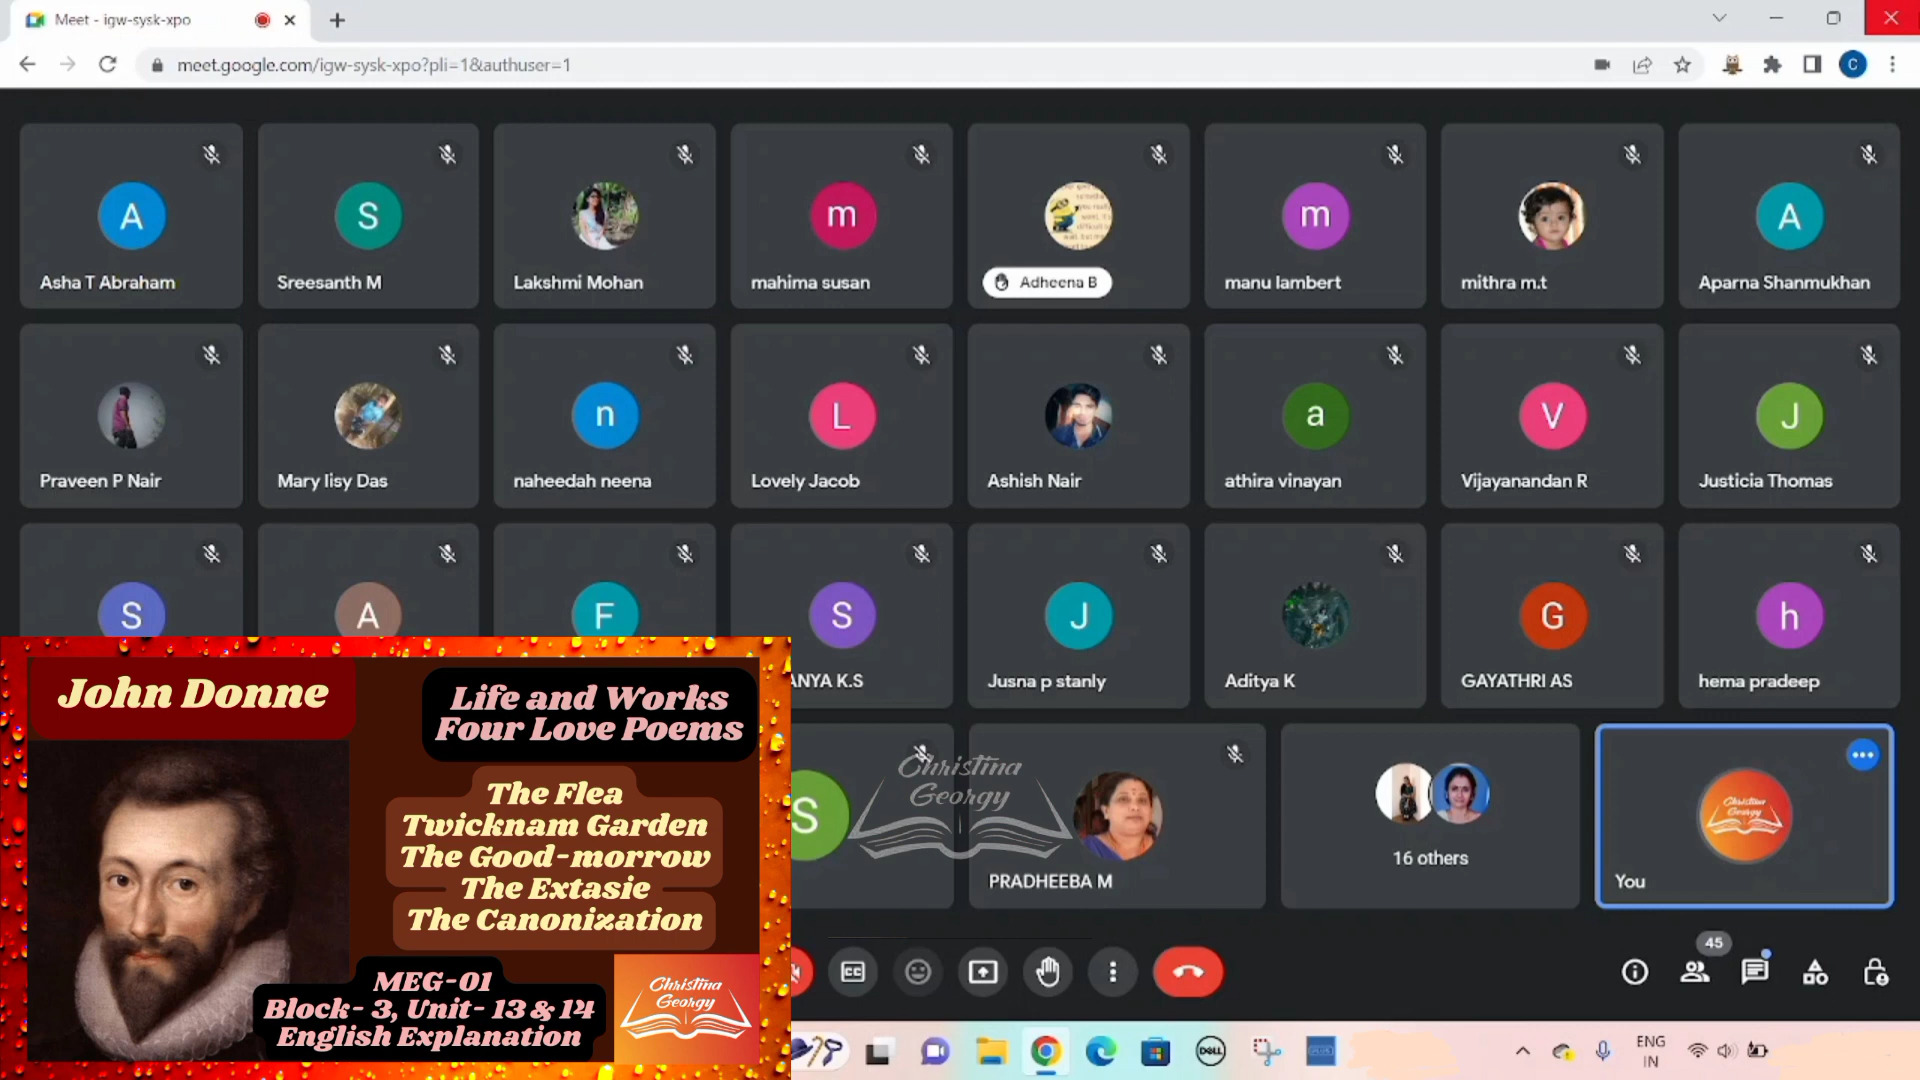 Meet - igw-sysk-xpo
meet.google.com/igw-sysk-xpo?pli=1&authuser=1
C
A
S
m
m
A
Asha T Abraham
Sreesanth M
Lakshmi Mohan
mahima susan
Adheena B
manu lambert
mithra m.t
Aparna Shanmukhan
n
L
a
V
J
Praveen P Nair
Mary lisy Das
naheedah neena
Lovely Jacob
Ashish Nair
athira vinayan
Vijayanandan R
Justicia Thomas
S
A
F
S
J
G
h
ANYA K.S
Jusna p stanly
Aditya K
GAYATHRI AS
hema pradeep
John Donne
Life and Works
Four Love Poems
The Flea
Twicknam Garden
The Good-morrow
The Extasie
The Canonization
MEG-01
Block- 3, Unit- 13 & 14
English Explanation
Christina
Georgy
S
Christina
Georgy
PRADHEEBA M
16 others
Christina
Georgy
You
CC
45
DELL
ENG
IN